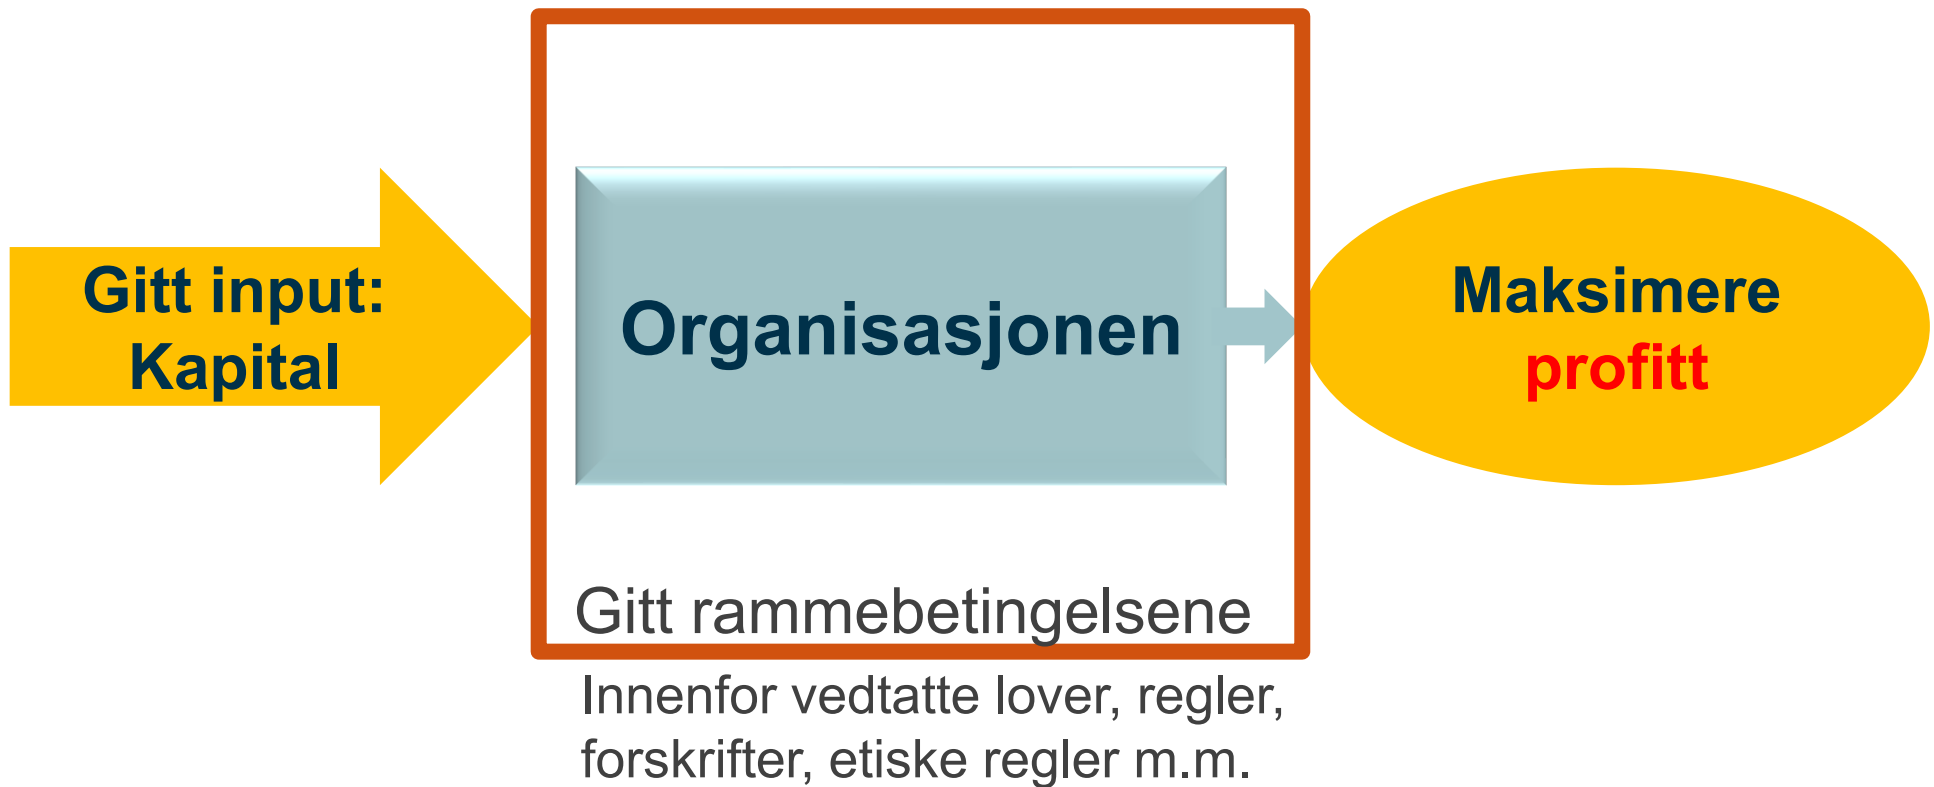 Gitt input:
Kapital
Organisasjonen
Maksimere
profitt
Gitt rammebetingelsene
Innenfor vedtatte lover, regler,
forskrifter, etiske regler m.m.